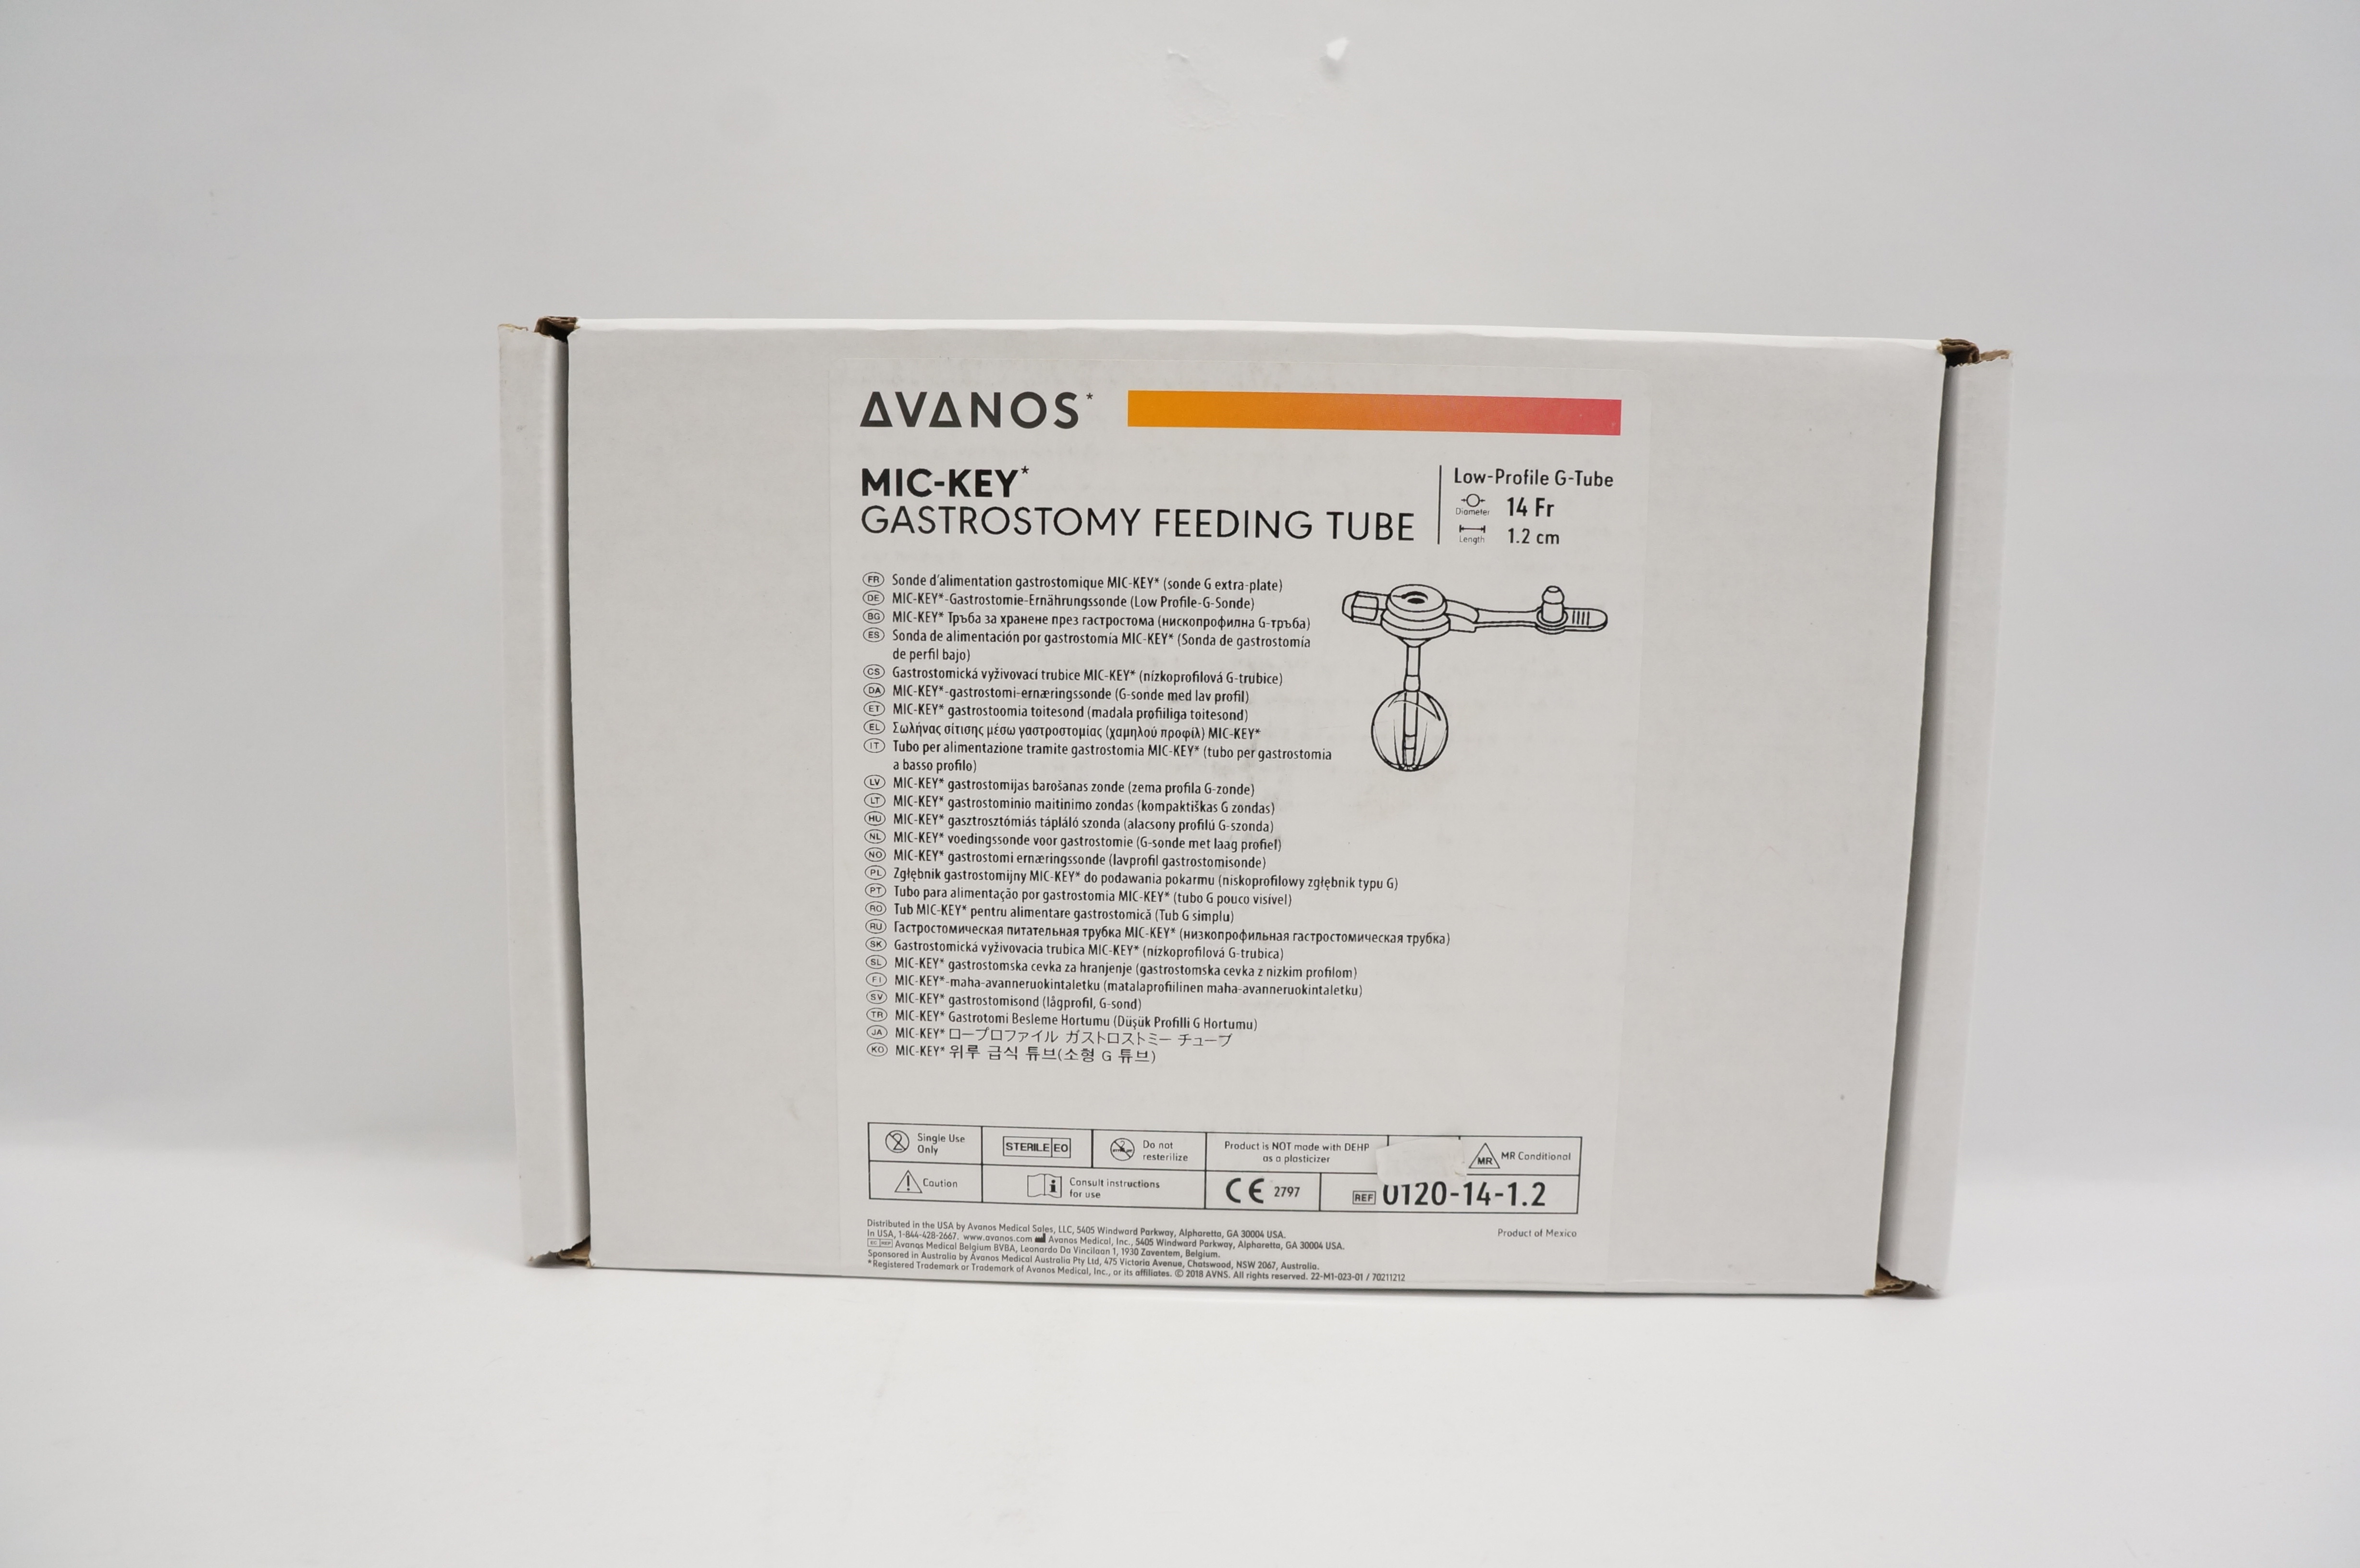 AVANOS*
MIC-KEY*
GASTROSTOMY FEEDING TUBE
Low-Profile G-Tube
Diameter 14 Fr
Length 1.2 cm
FR Sonde d'alimentation gastrostomique MIC-KEY* (sonde G extra-plate)
DE MIC-KEY*-Gastrostomie-Ernährungssonde (Low Profile-G-Sonde)
BG MIC-KEY* Тръба за хранене през гастростома (нископрофилна G-тръба)
ES Sonda de alimentación por gastrostomía MIC-KEY* (Sonda de gastrostomía
de perfil bajo)
CS Gastrostomická vyživovací trubice MIC-KEY* (nízkoprofilová G-trubice)
DA MIC-KEY*-gastrostomi-ernæringssonde (G-sonde med lav profil)
ET MIC-KEY* gastrostoomia toitesond (madala profiiliga toitesond)
EL Σωλήνας σίτισης μέσω γαστροστομίας (χαμηλού προφίλ) MIC-KEY*
IT Tubo per alimentazione tramite gastrostomia MIC-KEY* (tubo per gastrostomia
a basso profilo)
LV MIC-KEY* gastrostomijas barošanas zonde (zema profila G-zonde)
LT MIC-KEY* gastrostominio maitinimo zondas (kompaktiškas G zondas)
HU MIC-KEY* gasztrosztómiás tápláló szonda (alacsony profilú G-szonda)
NL MIC-KEY* voedingssonde voor gastrostomie (G-sonde met laag profiel)
NO MIC-KEY* gastrostomi ernæringssonde (lavprofil gastrostomisonde)
PL Zgłębnik gastrostomijny MIC-KEY* do podawania pokarmu (niskoprofilowy zgłębnik typu G)
PT Tubo para alimentação por gastrostomia MIC-KEY* (tubo G pouco visível)
RO Tub MIC-KEY* pentru alimentare gastrostomică (Tub G simplu)
RU Гастростомическая питательная трубка MIC-KEY* (низкопрофильная гастростомическая трубка)
SK Gastrostomická vyživovacia trubica MIC-KEY* (nízkoprofilová G-trubica)
SL MIC-KEY* gastrostomska cevka za hranjenje (gastrostomska cevka z nizkim profilom)
FI MIC-KEY*-maha-avanneruokintaletku (matalaprofiilinen maha-avanneruokintaletku)
SV MIC-KEY* gastrostomisond (lågprofil, G-sond)
TR MIC-KEY* Gastrotomi Besleme Hortumu (Düşük Profilli G Hortumu)
JA MIC-KEY* ロープロファイル ガストロストミー チューブ
KO MIC-KEY* 위루 급식 튜브(소형 G 튜브)
Single Use
Only
STERILE EO
Do not
resterilize
Product is NOT made with DEHP
as a plasticizer
MR MR Conditional
Caution
Consult instructions
for use
CE 2797
REF 0120-14-1.2
Distributed in the USA by Avanos Medical Sales, LLC, 5405 Windward Parkway, Alpharetta, GA 30004 USA.
In USA, 1-844-428-2667. www.avanos.com Avanos Medical, Inc., 5405 Windward Parkway, Alpharetta, GA 30004 USA.
EC REP Avanos Medical Belgium BVBA, Leonardo Da Vincilaan 1, 1930 Zaventem, Belgium.
Sponsored in Australia by Avanos Medical Australia Pty Ltd, 475 Victoria Avenue, Chatswood, NSW 2067, Australia.
*Registered Trademark or Trademark of Avanos Medical, Inc., or its affiliates. © 2018 AVNS. All rights reserved. 22-M1-023-01 / 70211212
Product of Mexico